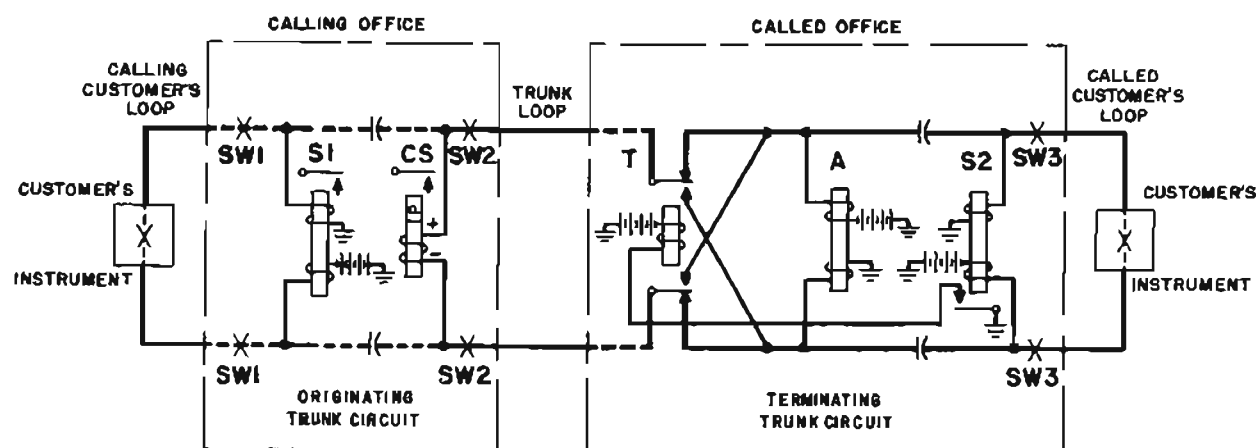 CALLING OFFICE
CALLED OFFICE
CALLING
CUSTOMER'S
LOOP
TRUNK
LOOP
CALLED
CUSTOMER'S
LOOP
SW1
S1
CS
SW2
T
A
S2
SW3
+
-
CUSTOMER'S
INSTRUMENT
CUSTOMER'S
INSTRUMENT
SW1
SW2
SW3
ORIGINATING
TRUNK CIRCUIT
TERMINATING
TRUNK CIRCUIT